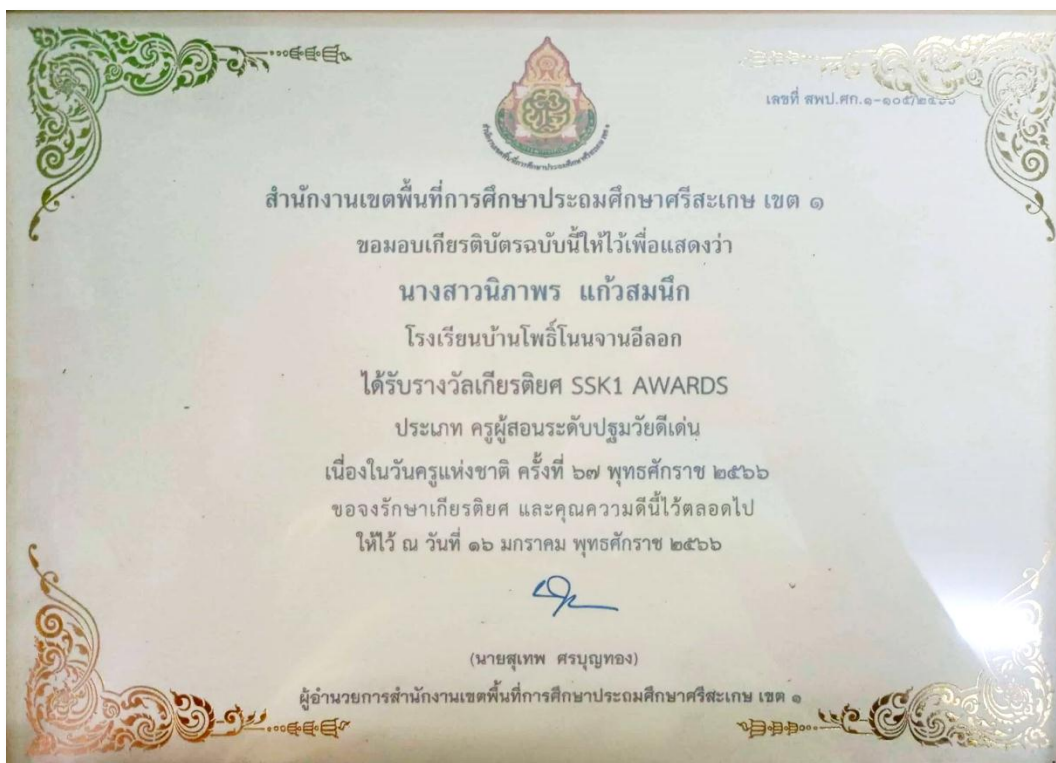 เลขที่ สพป.ศก.๑-๑๐๕/๒๕๖๖
สำนักงานเขตพื้นที่การศึกษาประถมศึกษาศรีสะเกษ เขต ๑
ขอมอบเกียรติบัตรฉบับนี้ให้ไว้เพื่อแสดงว่า
นางสาวนิภาพร แก้วสมนึก
โรงเรียนบ้านโพธิ์โนนจานอีลอก
ได้รับรางวัลเกียรติยศ SSK1 AWARDS
ประเภท ครูผู้สอนระดับปฐมวัยดีเด่น
เนื่องในวันครูแห่งชาติ ครั้งที่ ๖๗ พุทธศักราช ๒๕๖๖
ขอจงรักษาเกียรติยศ และคุณความดีนี้ไว้ตลอดไป
ให้ไว้ ณ วันที่ ๑๖ มกราคม พุทธศักราช ๒๕๖๖
(นายสุเทพ ศรบุญทอง)
ผู้อำนวยการสำนักงานเขตพื้นที่การศึกษาประถมศึกษาศรีสะเกษ เขต ๑